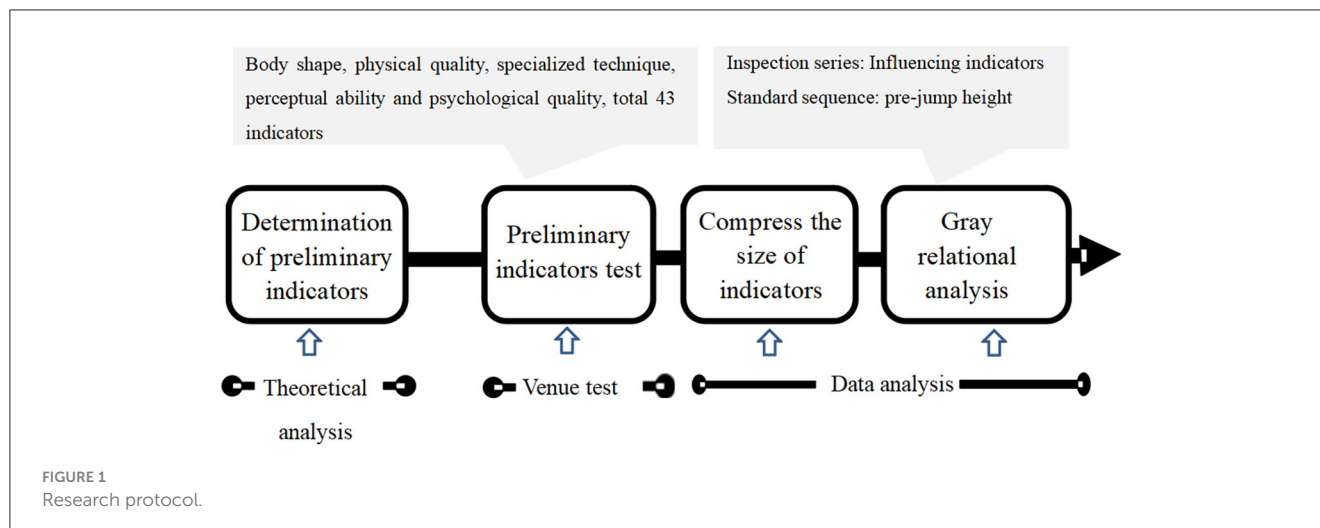 Body shape, physical quality, specialized technique,
perceptual ability and psychological quality, total 43
indicators
Inspection series: Influencing indicators
Standard sequence: pre-jump height
Determination
of preliminary
indicators
Preliminary
indicators test
Compress the
size of
indicators
Gray
relational
analysis
Theoretical
analysis
Venue test
Data analysis
FIGURE 1
Research protocol.